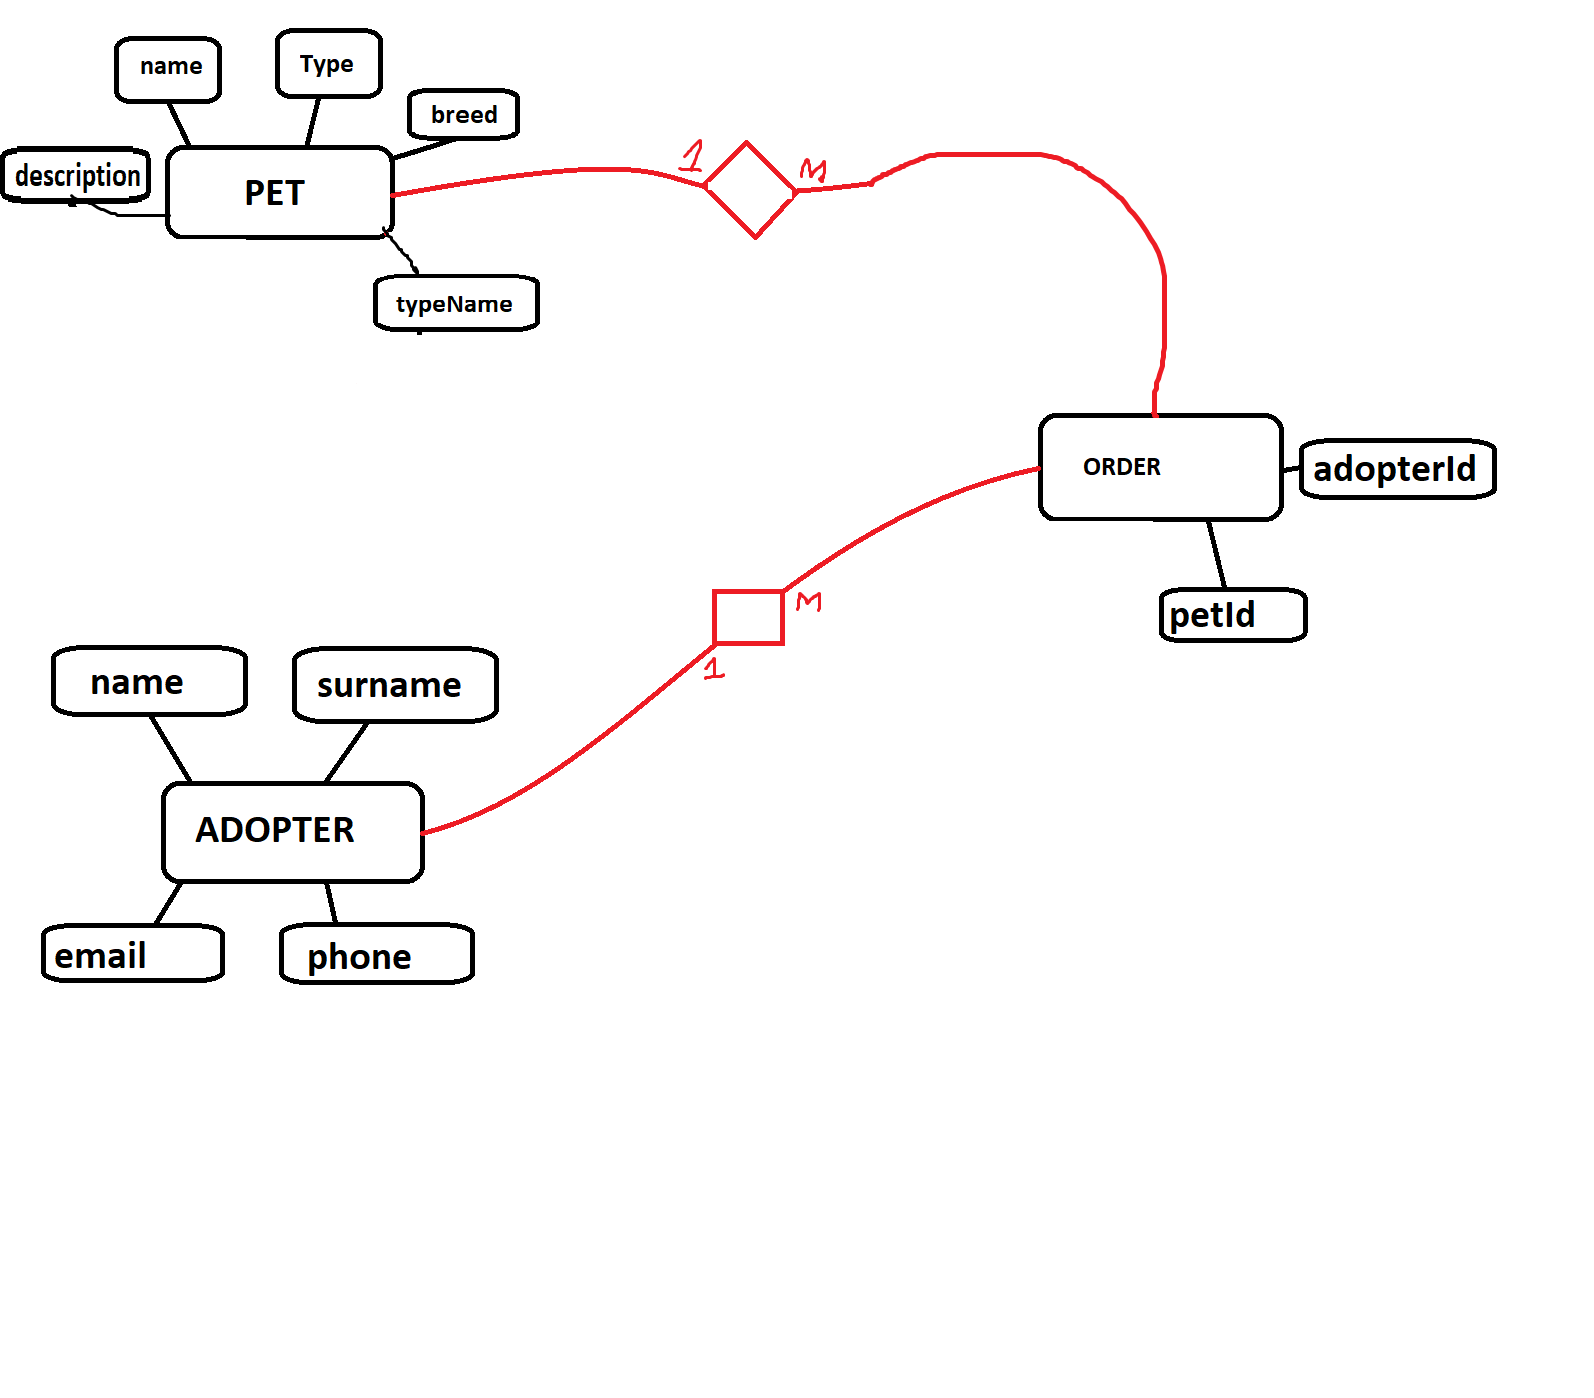 name
Type
breed
description
PET
typeName
1
M
ORDER
adopterId
petId
M
1
name
surname
ADOPTER
email
phone